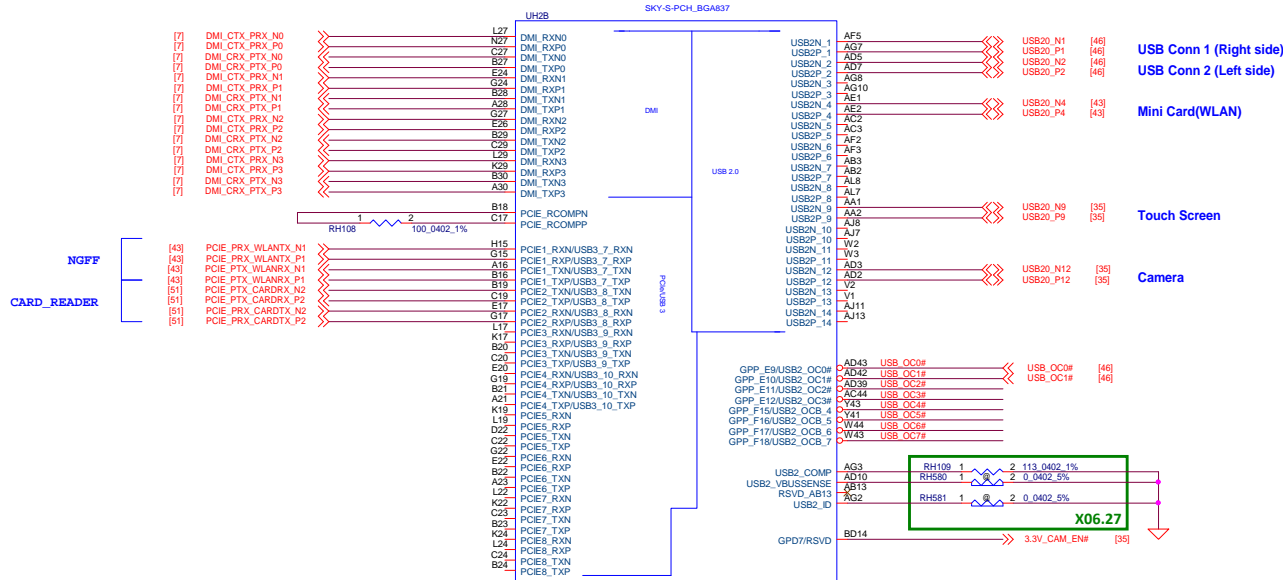 SKY-S-PCH_BGA837
UH2B
[7] DMI_CTX_PRX_N0 L27 DMI_RXN0
[7] DMI_CTX_PRX_P0 N27 DMI_RXP0
[7] DMI_CRX_PTX_N0 C27 DMI_TXN0
[7] DMI_CRX_PTX_P0 B27 DMI_TXP0
[7] DMI_CTX_PRX_N1 E24 DMI_RXN1
[7] DMI_CTX_PRX_P1 G24 DMI_RXP1
[7] DMI_CRX_PTX_N1 B28 DMI_TXN1
[7] DMI_CRX_PTX_P1 A28 DMI_TXP1
[7] DMI_CTX_PRX_N2 G27 DMI_RXN2
[7] DMI_CTX_PRX_P2 E26 DMI_RXP2
[7] DMI_CRX_PTX_N2 B29 DMI_TXN2
[7] DMI_CRX_PTX_P2 C29 DMI_TXP2
[7] DMI_CTX_PRX_N3 L29 DMI_RXN3
[7] DMI_CTX_PRX_P3 K29 DMI_RXP3
[7] DMI_CRX_PTX_N3 B30 DMI_TXN3
[7] DMI_CRX_PTX_P3 A30 DMI_TXP3
B18 PCIE_RCOMPN
1 2 C17 PCIE_RCOMPP
RH108 100_0402_1%
NGFF
CARD_READER
[43] PCIE_PRX_WLANTX_N1 H15 PCIE1_RXN/USB3_7_RXN
[43] PCIE_PRX_WLANTX_P1 G15 PCIE1_RXP/USB3_7_RXP
[43] PCIE_PTX_WLANRX_N1 A16 PCIE1_TXN/USB3_7_TXN
[43] PCIE_PTX_WLANRX_P1 B16 PCIE1_TXP/USB3_7_TXP
[51] PCIE_PTX_CARDRX_N2 B19 PCIE2_TXN/USB3_8_TXN
[51] PCIE_PTX_CARDRX_P2 C19 PCIE2_TXP/USB3_8_TXP
[51] PCIE_PRX_CARDTX_N2 E17 PCIE2_RXN/USB3_8_RXN
[51] PCIE_PRX_CARDTX_P2 G17 PCIE2_RXP/USB3_8_RXP
L17 PCIE3_RXN/USB3_9_RXN
K17 PCIE3_RXP/USB3_9_RXP
B20 PCIE3_TXN/USB3_9_TXN
C20 PCIE3_TXP/USB3_9_TXP
E20 PCIE4_RXN/USB3_10_RXN
G19 PCIE4_RXP/USB3_10_RXP
B21 PCIE4_TXN/USB3_10_TXN
A21 PCIE4_TXP/USB3_10_TXP
K19 PCIE5_RXN
L19 PCIE5_RXP
D22 PCIE5_TXN
C22 PCIE5_TXP
G22 PCIE6_RXN
E22 PCIE6_RXP
B22 PCIE6_TXN
A23 PCIE6_TXP
L22 PCIE7_RXN
K22 PCIE7_RXP
C23 PCIE7_TXN
B23 PCIE7_TXP
K24 PCIE8_RXN
L24 PCIE8_RXP
C24 PCIE8_TXN
B24 PCIE8_TXP
DMI
USB 2.0
PCIe/USB 3
USB2N_1 AF5 USB20_N1 [46]
USB2P_1 AG7 USB20_P1 [46]
USB Conn 1 (Right side)
USB2N_2 AD5 USB20_N2 [46]
USB2P_2 AD7 USB20_P2 [46]
USB Conn 2 (Left side)
USB2N_3 AG8
USB2P_3 AG10
USB2N_4 AE1 USB20_N4 [43]
USB2P_4 AE2 USB20_P4 [43]
Mini Card(WLAN)
USB2N_5 AC2
USB2P_5 AC3
USB2N_6 AF2
USB2P_6 AF3
USB2N_7 AB3
USB2P_7 AB2
USB2N_8 AL8
USB2P_8 AL7
USB2N_9 AA1 USB20_N9 [35]
USB2P_9 AA2 USB20_P9 [35]
Touch Screen
USB2N_10 AJ8
USB2P_10 AJ7
USB2N_11 W2
USB2P_11 W3
USB2N_12 AD3 USB20_N12 [35]
USB2P_12 AD2 USB20_P12 [35]
Camera
USB2N_13 V2
USB2P_13 V1
USB2N_14 AJ11
USB2P_14 AJ13
GPP_E9/USB2_OC0# AD43 USB_OC0# USB_OC0# [46]
GPP_E10/USB2_OC1# AD42 USB_OC1# USB_OC1# [46]
GPP_E11/USB2_OC2# AD39 USB_OC2#
GPP_E12/USB2_OC3# AC44 USB_OC3#
GPP_F15/USB2_OCB_4 Y43 USB_OC4#
GPP_F16/USB2_OCB_5 Y41 USB_OC5#
GPP_F17/USB2_OCB_6 W44 USB_OC6#
GPP_F18/USB2_OCB_7 W43 USB_OC7#
USB2_COMP AG3 RH109 1 2 113_0402_1%
USB2_VBUSSENSE AD10 RH580 1 @ 2 0_0402_5%
RSVD_AB13 AB13
USB2_ID AG2 RH581 1 @ 2 0_0402_5%
X06.27
GPD7/RSVD BD14 3.3V_CAM_EN# [35]